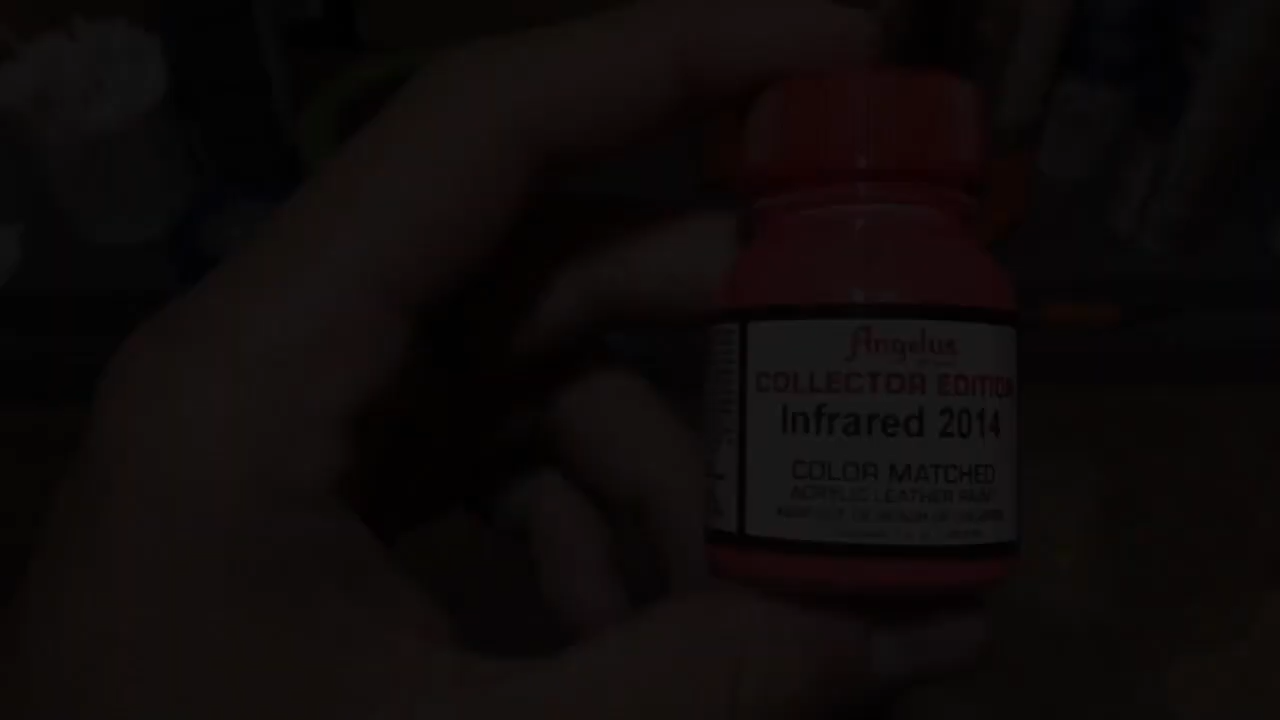 Angelus
COLLECTOR EDITION
Infrared 2014
COLOR MATCHED
ACRYLIC LEATHER PAINT